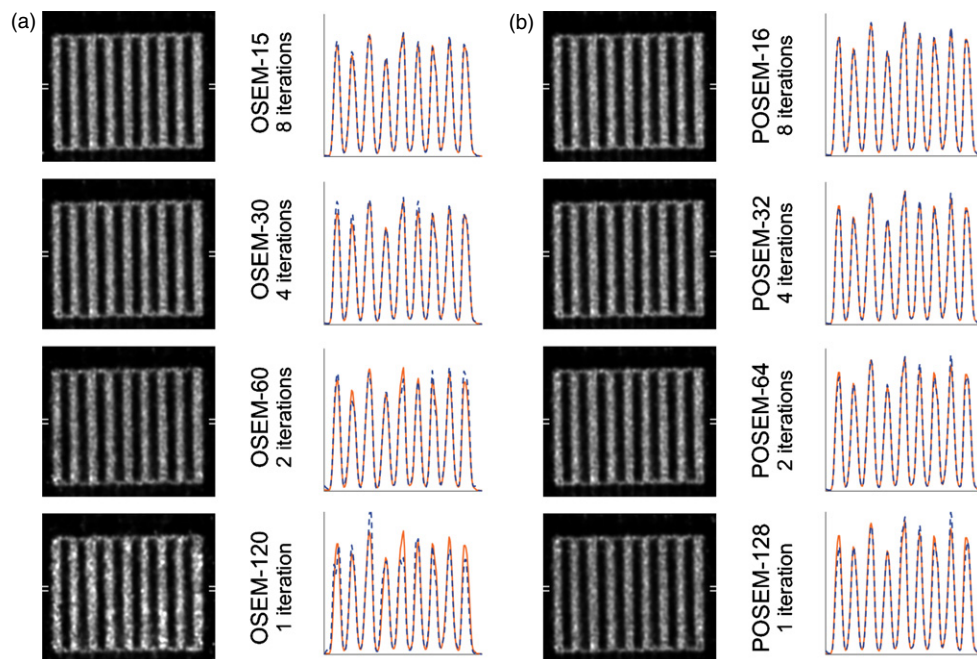 (a)
OSEM-15
8 iterations
OSEM-30
4 iterations
OSEM-60
2 iterations
OSEM-120
1 iteration
(b)
POSEM-16
8 iterations
POSEM-32
4 iterations
POSEM-64
2 iterations
POSEM-128
1 iteration